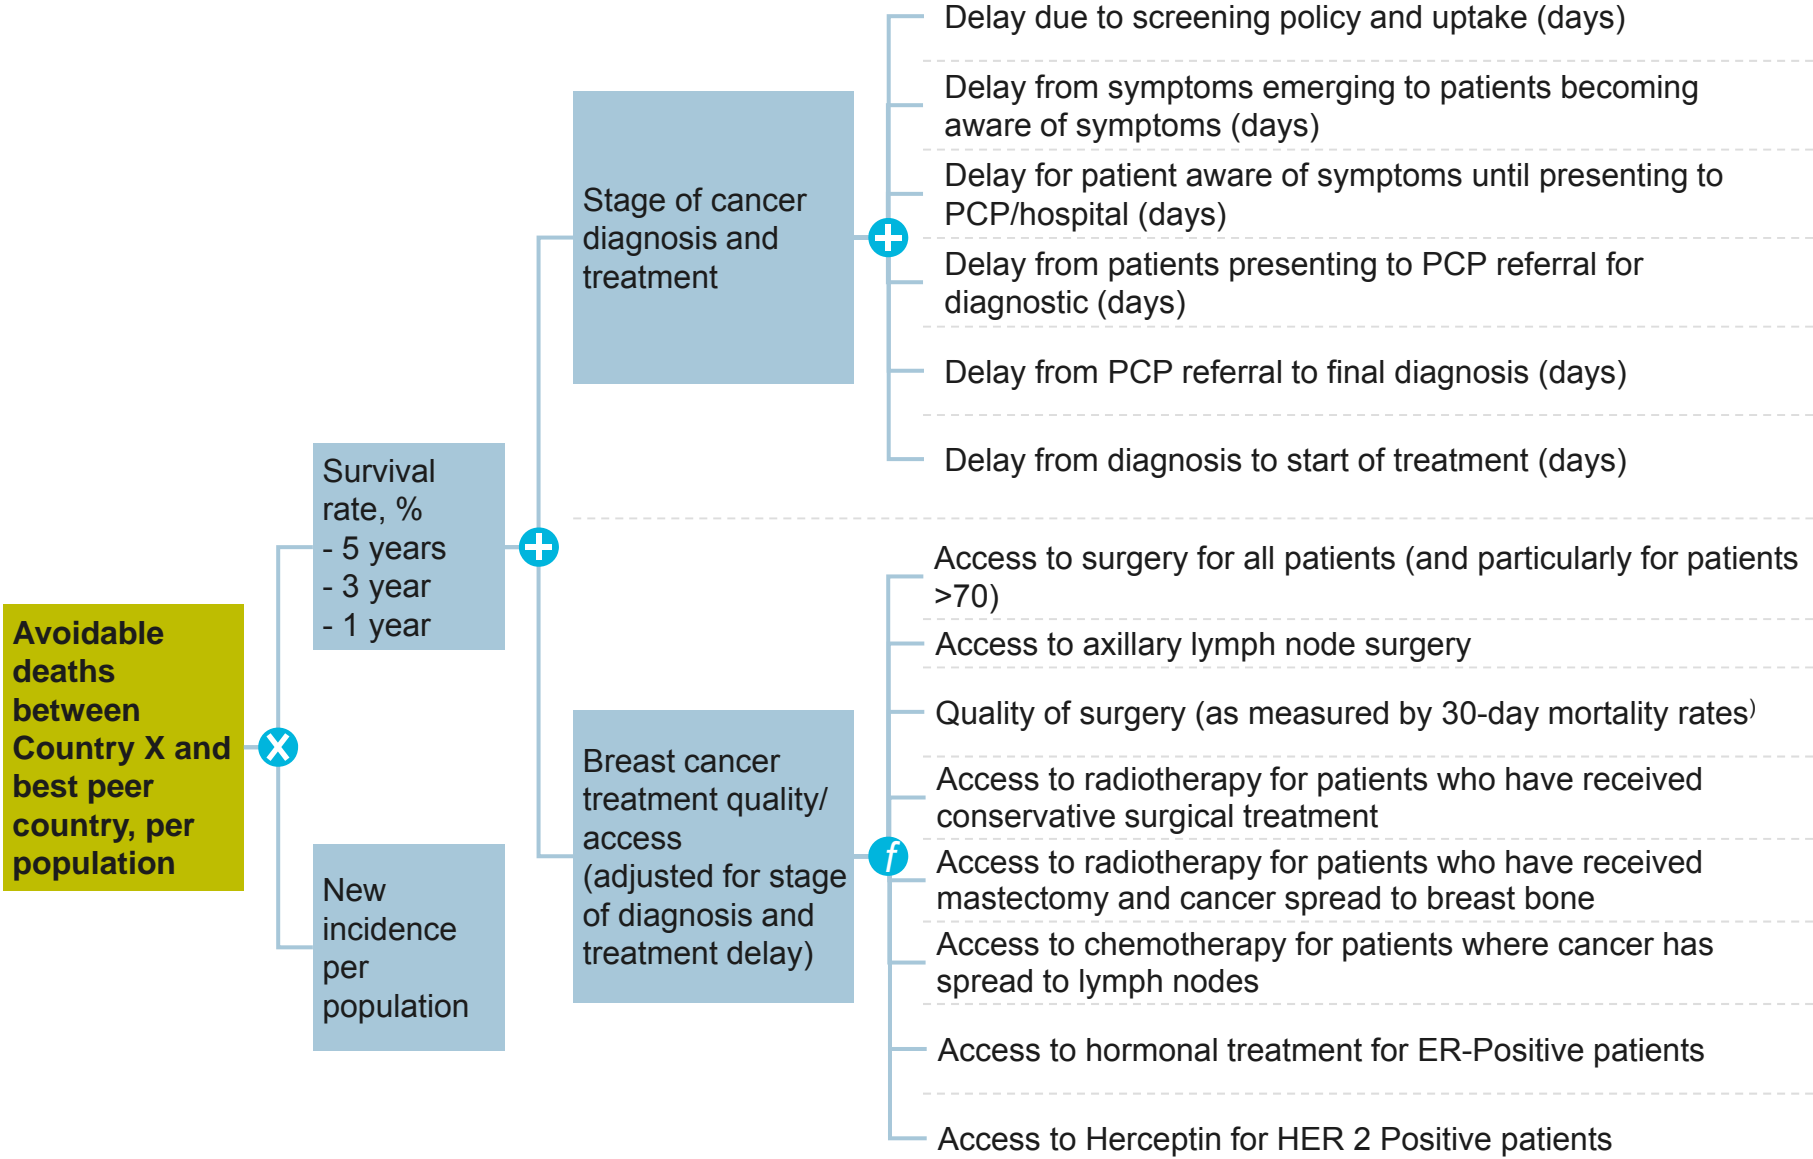 Avoidable
deaths
between
Country X and
best peer
country, per
population
X
Survival
rate, %
- 5 years
- 3 year
- 1 year
New
incidence
per
population
+
Stage of cancer
diagnosis and
treatment
+
Delay due to screening policy and uptake (days)
Delay from symptoms emerging to patients becoming
aware of symptoms (days)
Delay for patient aware of symptoms until presenting to
PCP/hospital (days)
Delay from patients presenting to PCP referral for
diagnostic (days)
Delay from PCP referral to final diagnosis (days)
Delay from diagnosis to start of treatment (days)
Breast cancer
treatment quality/
access
(adjusted for stage
of diagnosis and
treatment delay)
f
Access to surgery for all patients (and particularly for patients
>70)
Access to axillary lymph node surgery
Quality of surgery (as measured by 30-day mortality rates)
Access to radiotherapy for patients who have received
conservative surgical treatment
Access to radiotherapy for patients who have received
mastectomy and cancer spread to breast bone
Access to chemotherapy for patients where cancer has
spread to lymph nodes
Access to hormonal treatment for ER-Positive patients
Access to Herceptin for HER 2 Positive patients